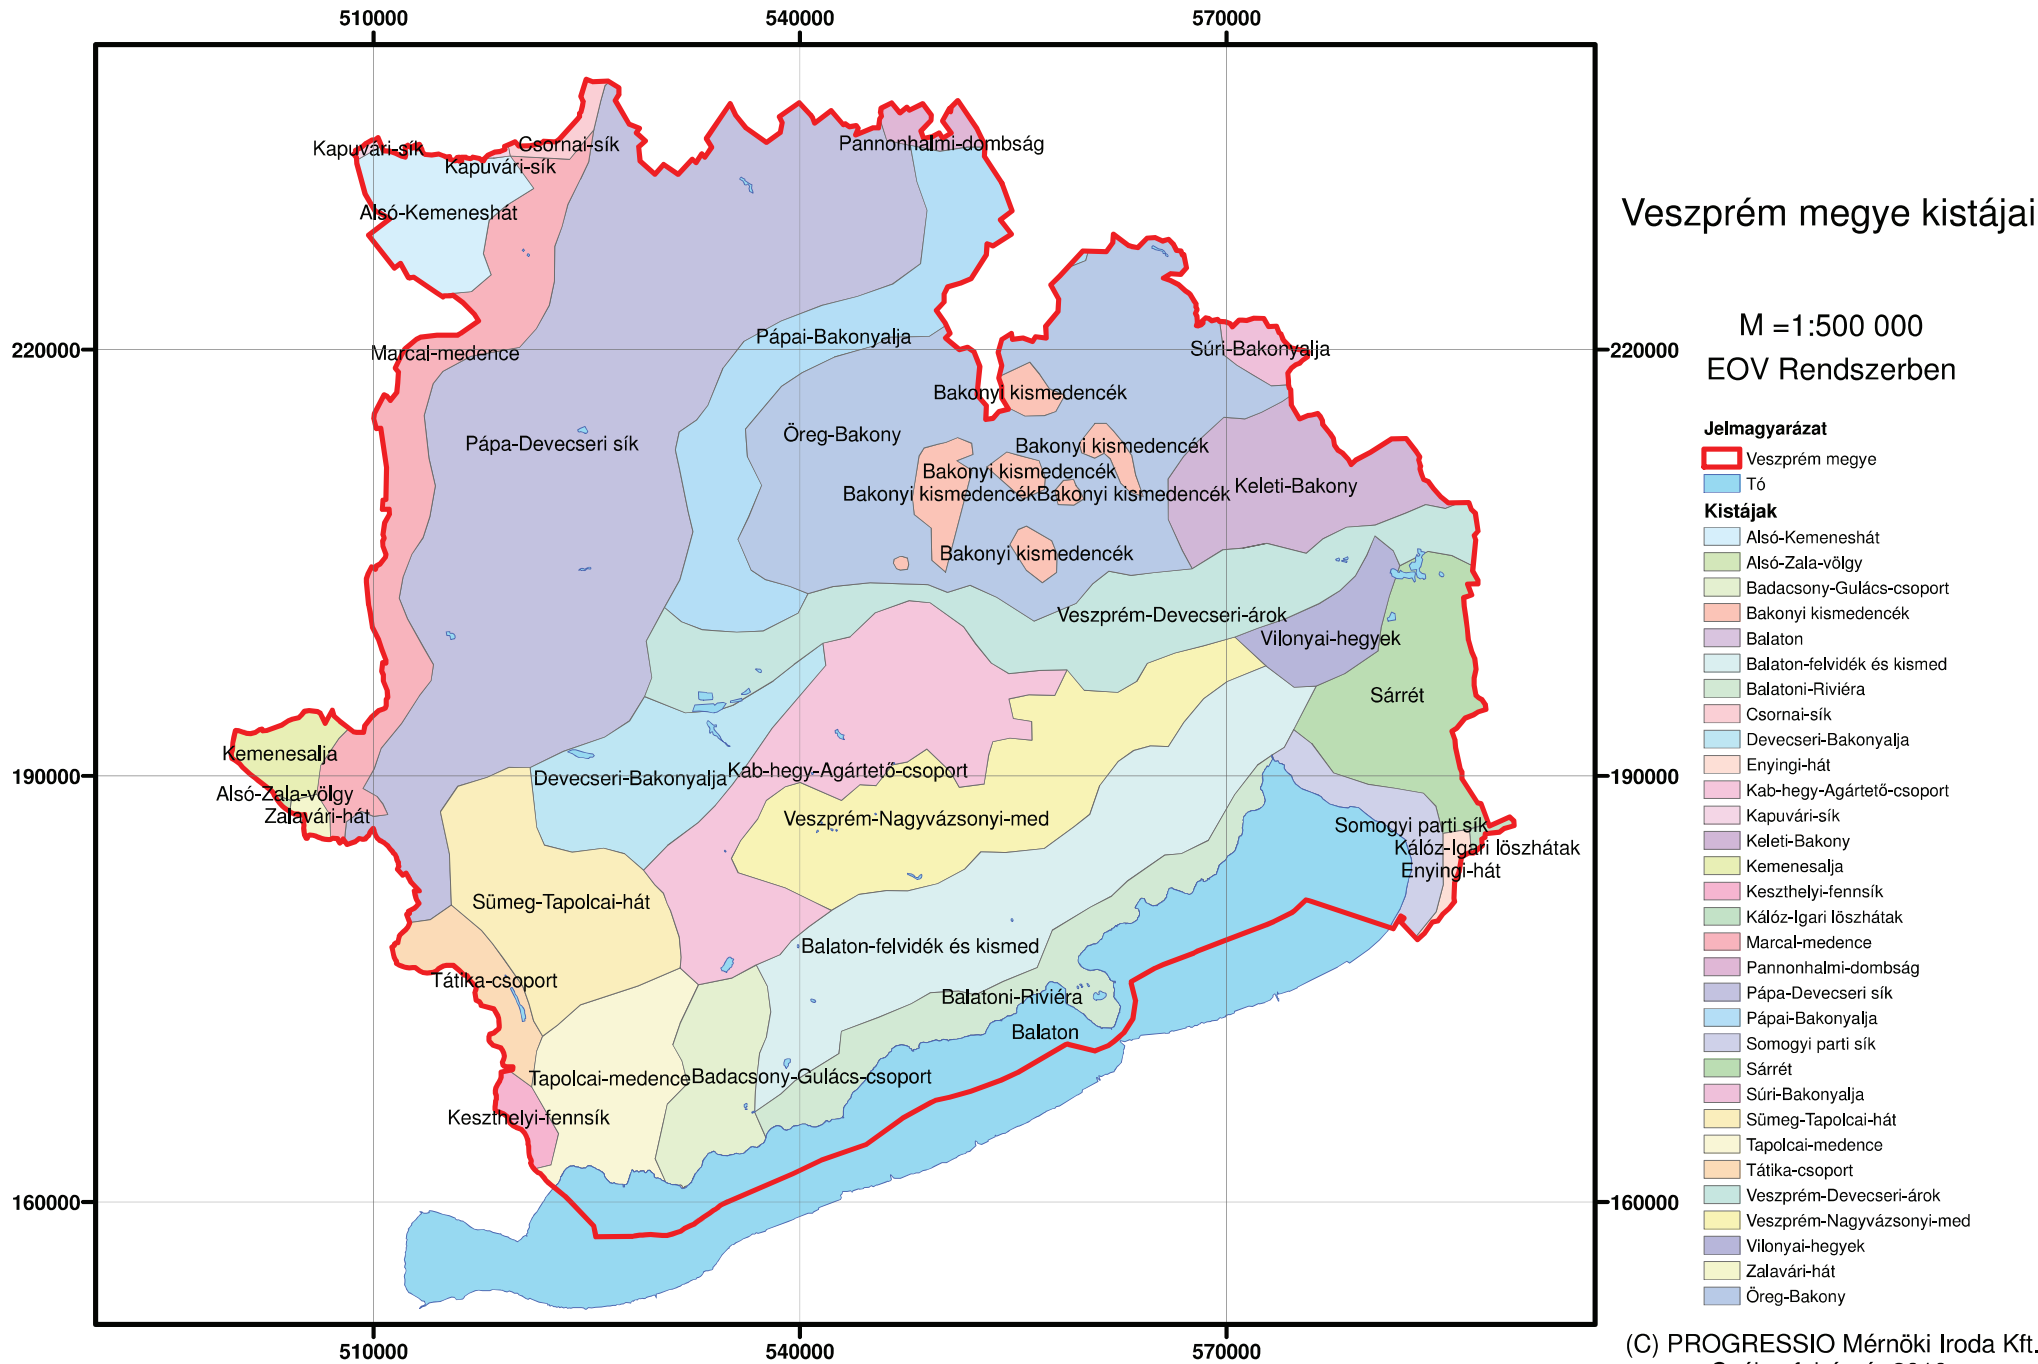 510000 540000 570000
Kapuvári-sík
Csornai-sík
Pannonhalmi-dombság
Kapuvári-sík
Alsó-Kemeneshát
Pápai-Bakonyalja
220000
Marcal-medence
Súri-Bakonyalja
220000
Bakonyi kismedencék
Öreg-Bakony
Pápa-Devecseri sík
Bakonyi kismedencék
Bakonyi kismedencék
Bakonyi kismedencék
Bakonyi kismedencék
Keleti-Bakony
Bakonyi kismedencék
Veszprém-Devecseri-árok
Vilonyai-hegyek
Sárrét
Kemenesalja
190000
Devecseri-Bakonyalja
Kab-hegy-Agártető-csoport
190000
Alsó-Zala-völgy
Zalavári-hát
Veszprém-Nagyvázsonyi-med
Somogyi parti sík
Kálóz-Igari löszhátak
Enyingi-hát
Sümeg-Tapolcai-hát
Balaton-felvidék és kismed
Tátika-csoport
Balatoni-Riviéra
Balaton
Tapolcai-medence
Badacsony-Gulács-csoport
Keszthelyi-fennsík
160000
160000
510000 540000 570000
Veszprém megye kistájai
M =1:500 000
EOV Rendszerben
Jelmagyarázat
Veszprém megye
Tó
Kistájak
Alsó-Kemeneshát
Alsó-Zala-völgy
Badacsony-Gulács-csoport
Bakonyi kismedencék
Balaton
Balaton-felvidék és kismed
Balatoni-Riviéra
Csornai-sík
Devecseri-Bakonyalja
Enyingi-hát
Kab-hegy-Agártető-csoport
Kapuvári-sík
Keleti-Bakony
Kemenesalja
Keszthelyi-fennsík
Kálóz-Igari löszhátak
Marcal-medence
Pannonhalmi-dombság
Pápa-Devecseri sík
Pápai-Bakonyalja
Somogyi parti sík
Sárrét
Súri-Bakonyalja
Sümeg-Tapolcai-hát
Tapolcai-medence
Tátika-csoport
Veszprém-Devecseri-árok
Veszprém-Nagyvázsonyi-med
Vilonyai-hegyek
Zalavári-hát
Öreg-Bakony
(C) PROGRESSIO Mérnöki Iroda Kft.